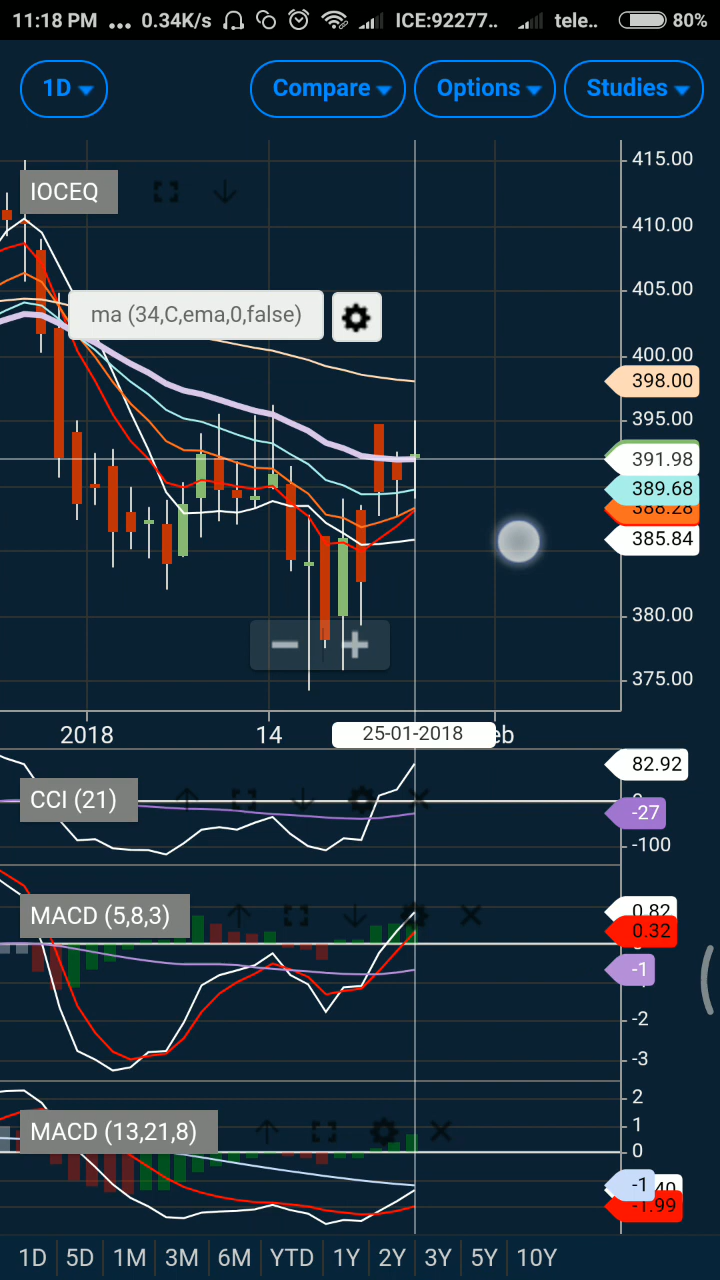 11:18 PM ... 0.34K/s ICE:92277.. tele.. 80%
1D Compare Options Studies
415.00
IOCEQ
410.00
405.00
ma (34,C,ema,0,false)
400.00
398.00
395.00
391.98
389.68
388.28
385.84
380.00
375.00
2018 14 25-01-2018 eb
82.92
CCI (21)
-27
-100
0.82
MACD (5,8,3)
0.32
-1
-2
-3
2
MACD (13,21,8)
1
0
-1 40
-1.99
1D 5D 1M 3M 6M YTD 1Y 2Y 3Y 5Y 10Y